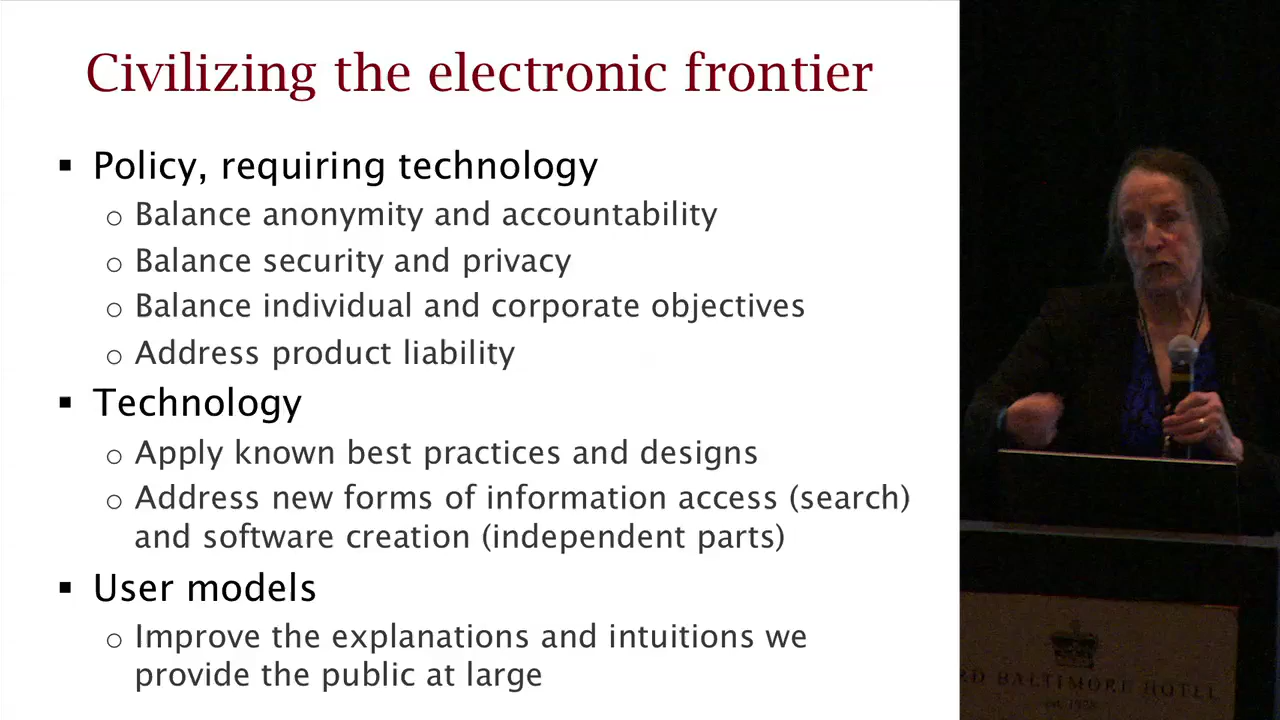 Civilizing the electronic frontier
▪ Policy, requiring technology
○ Balance anonymity and accountability
○ Balance security and privacy
○ Balance individual and corporate objectives
○ Address product liability
▪ Technology
○ Apply known best practices and designs
○ Address new forms of information access (search)
and software creation (independent parts)
▪ User models
○ Improve the explanations and intuitions we
provide the public at large
BALTIMORE HOTEL